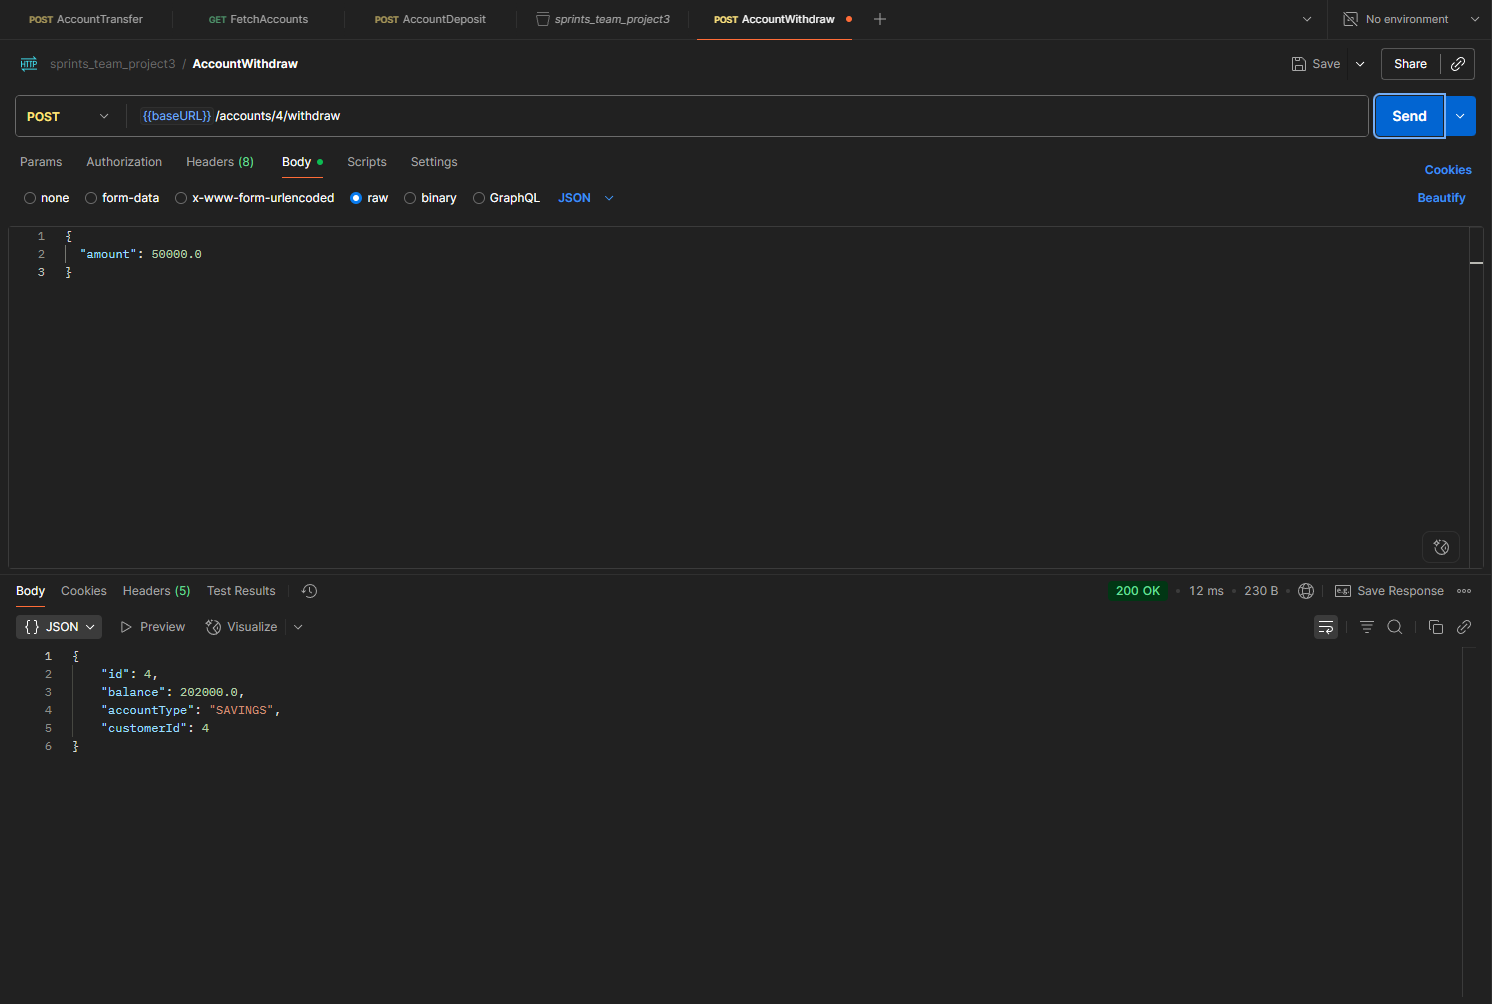 POST AccountTransfer GET FetchAccounts POST AccountDeposit sprints_team_project3 POST AccountWithdraw No environment
HTTP sprints_team_project3 / AccountWithdraw Save Share
POST {{baseURL}} /accounts/4/withdraw Send
Params Authorization Headers (8) Body Scripts Settings Cookies
none form-data x-www-form-urlencoded raw binary GraphQL JSON Beautify
1 {
2 "amount": 50000.0
3 }
Body Cookies Headers (5) Test Results 200 OK • 12 ms • 230 B • e.g. Save Response
{} JSON Preview Visualize
1 {
2 "id": 4,
3 "balance": 202000.0,
4 "accountType": "SAVINGS",
5 "customerId": 4
6 }